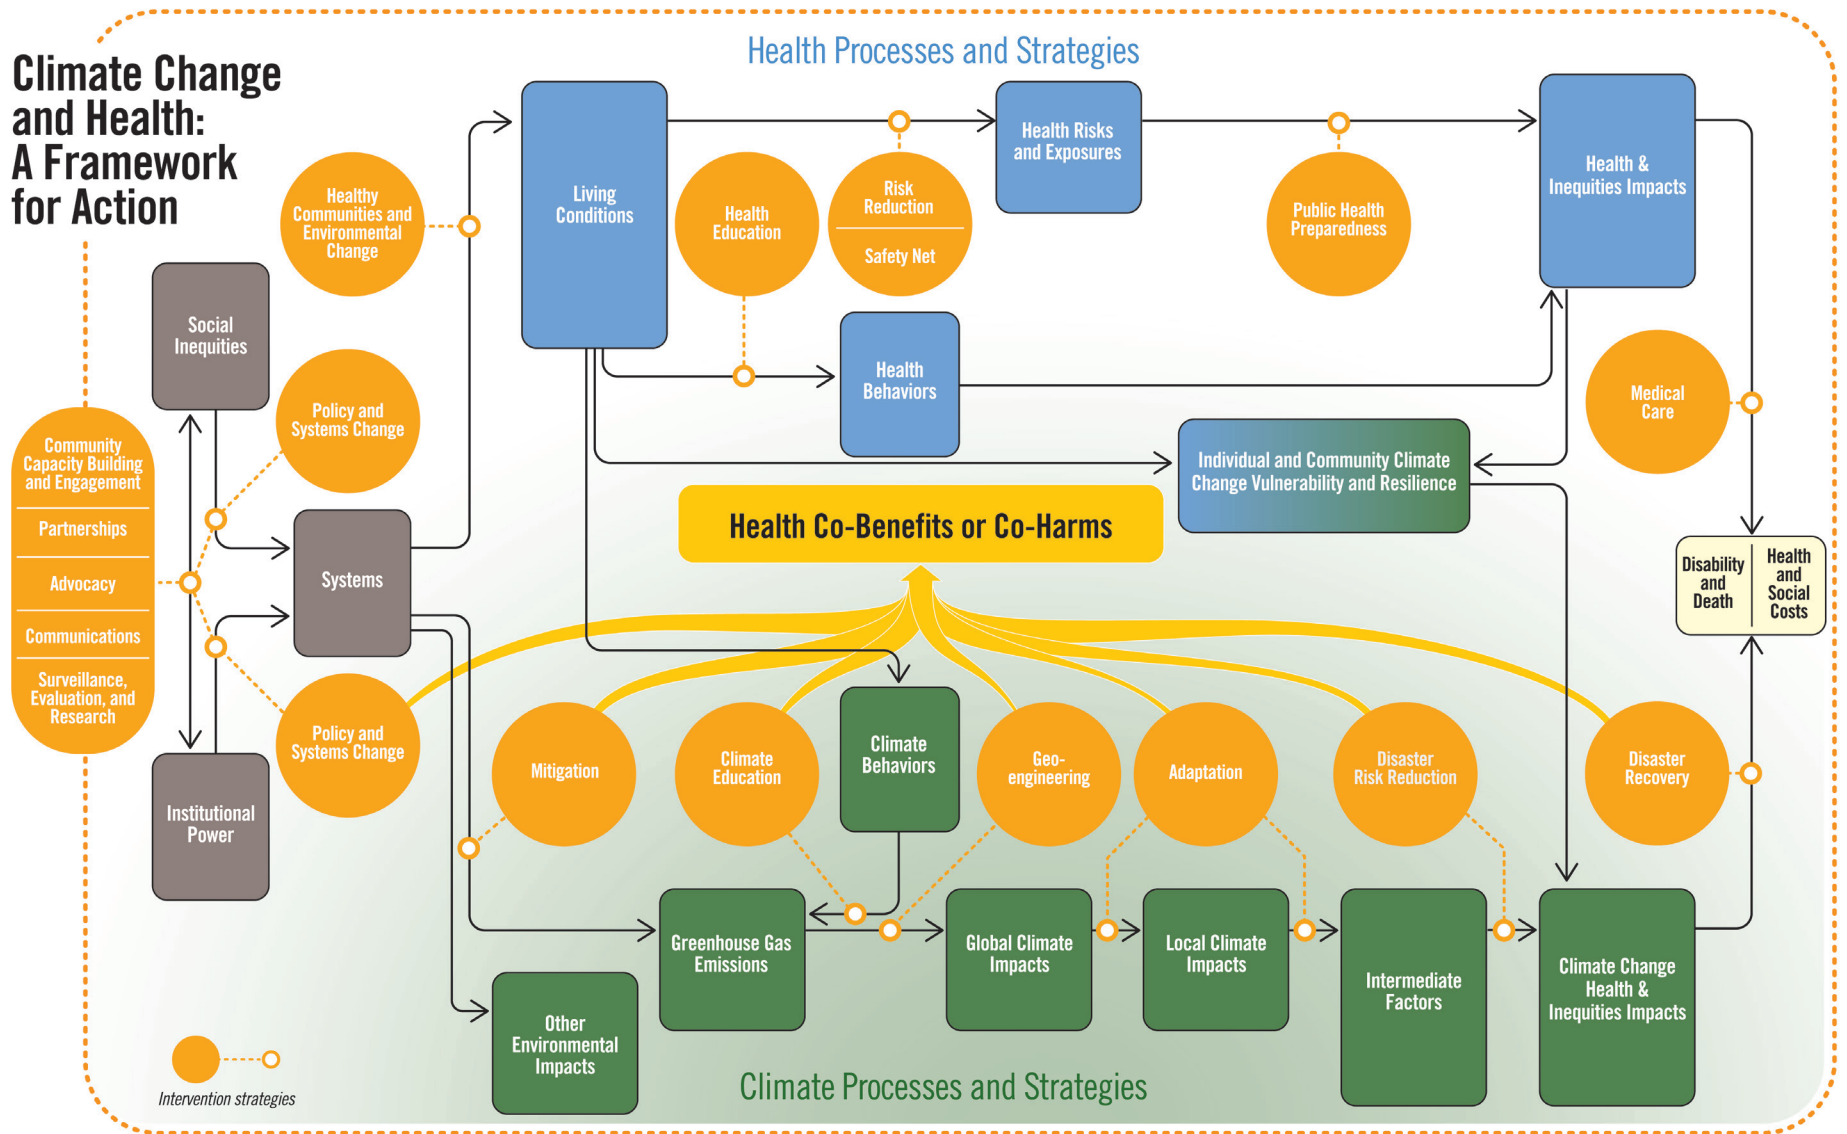 Climate Change
and Health:
A Framework
for Action
Health Processes and Strategies
Living
Conditions
Health Risks
and Exposures
Health &
Inequities Impacts
Healthy
Communities and
Environmental
Change
Health
Education
Risk
Reduction
Safety Net
Public Health
Preparedness
Social
Inequities
Health
Behaviors
Medical
Care
Policy and
Systems Change
Community
Capacity Building
and Engagement
Partnerships
Advocacy
Communications
Surveillance,
Evaluation, and
Research
Individual and Community Climate
Change Vulnerability and Resilience
Health Co-Benefits or Co-Harms
Systems
Disability
and
Death
Health
and
Social
Costs
Policy and
Systems Change
Mitigation
Climate
Education
Climate
Behaviors
Geo-
engineering
Adaptation
Disaster
Risk Reduction
Disaster
Recovery
Institutional
Power
Greenhouse Gas
Emissions
Global Climate
Impacts
Local Climate
Impacts
Intermediate
Factors
Climate Change
Health &
Inequities Impacts
Other
Environmental
Impacts
Climate Processes and Strategies
Intervention strategies